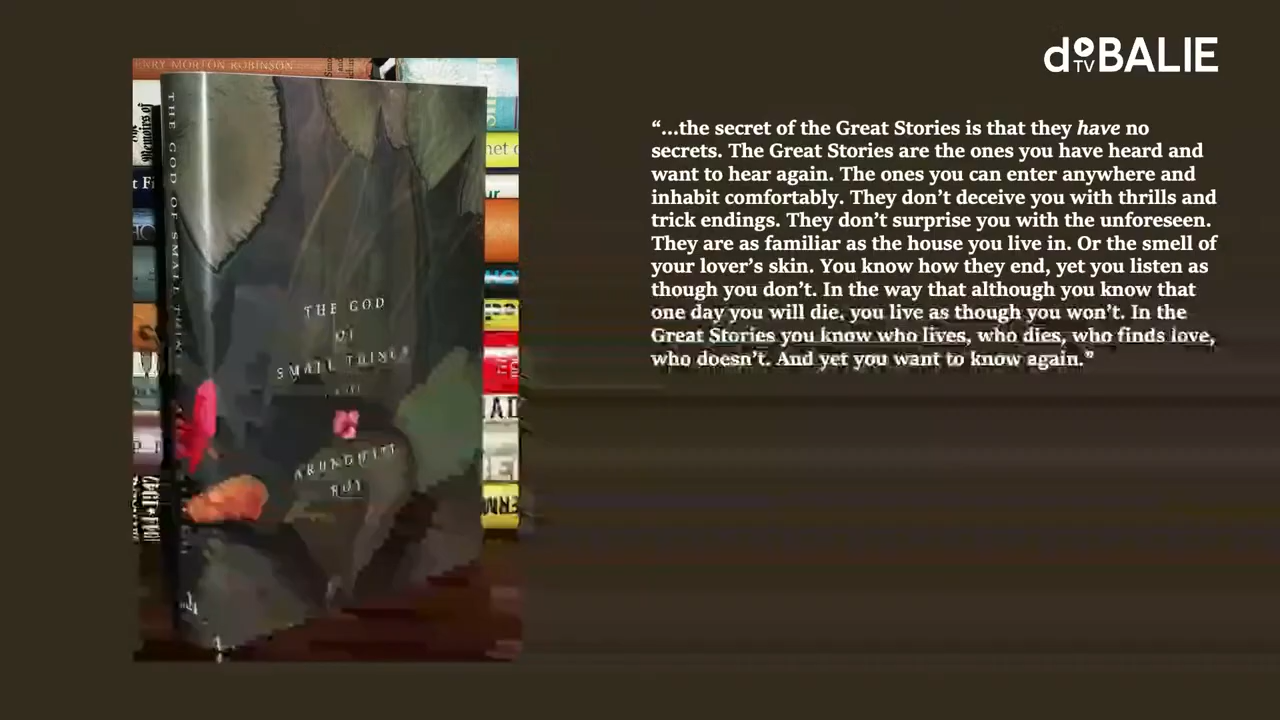 de BALIE
TV
ERRY MORTON ROBINSON
THE GOD OF SMALL THINGS
The Memoirs of
THE GOD
OF
SMALL THINGS
ARUNDHATI
ROY
“...the secret of the Great Stories is that they have no
secrets. The Great Stories are the ones you have heard and
want to hear again. The ones you can enter anywhere and
inhabit comfortably. They don’t deceive you with thrills and
trick endings. They don’t surprise you with the unforeseen.
They are as familiar as the house you live in. Or the smell of
your lover’s skin. You know how they end, yet you listen as
though you don’t. In the way that although you know that
one day you will die, you live as though you won’t. In the
Great Stories you know who lives, who dies, who finds love,
who doesn’t. And yet you want to know again.”